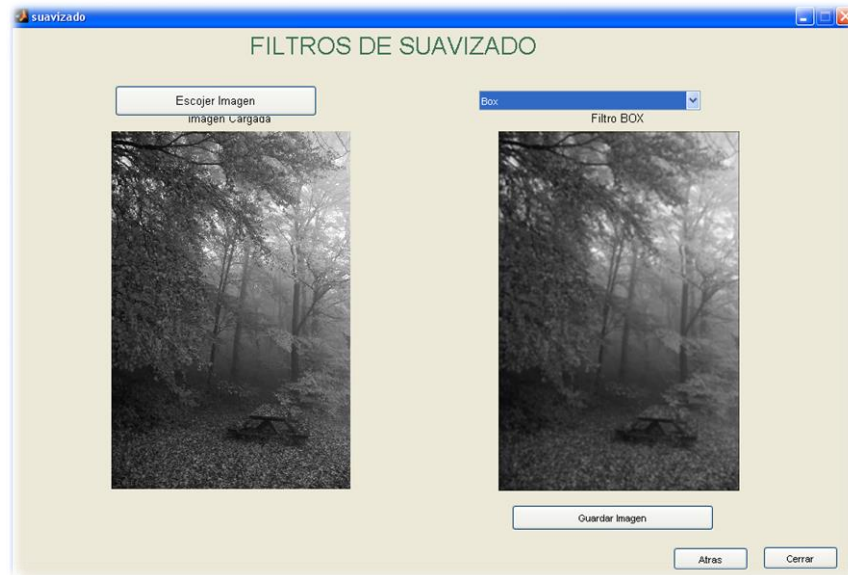 suavizado
FILTROS DE SUAVIZADO
Escojer Imagen
Box
Imagen Cargada
Filtro BOX
Guardar Imagen
Atras
Cerrar